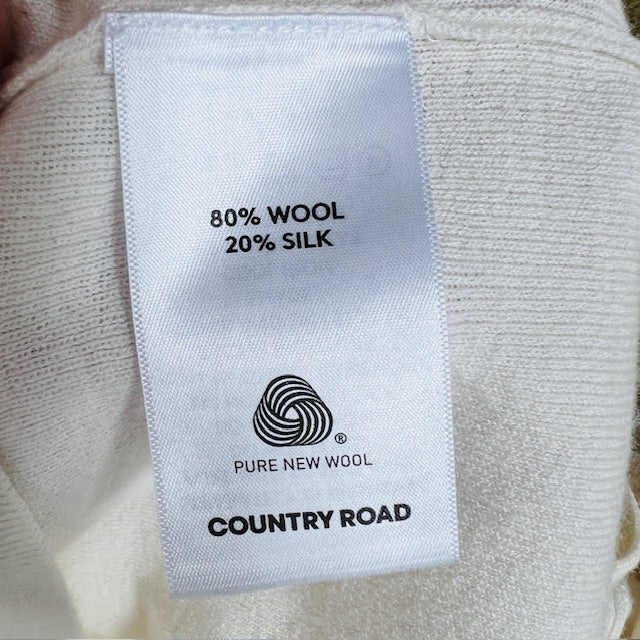 80% WOOL
20% SILK
®
PURE NEW WOOL
COUNTRY ROAD